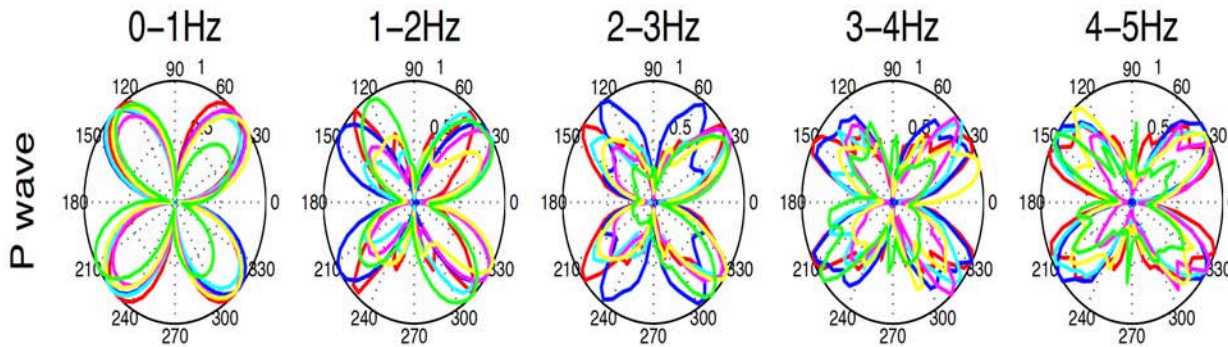 0–1Hz 1–2Hz 2–3Hz 3–4Hz 4–5Hz
90 1 90 1 90 1 90 1 90 1
120 60 120 60 120 60 120 60 120 60
0.5 0.5 0.5
150 30 150 30 150 30 150 30 150 30
P wave
180 0 180 0 180 0 180 0 180 0
210 330 210 330 210 330 210 330 210 330
240 300 240 300 240 300 240 300 240 300
270 270 270 270 270